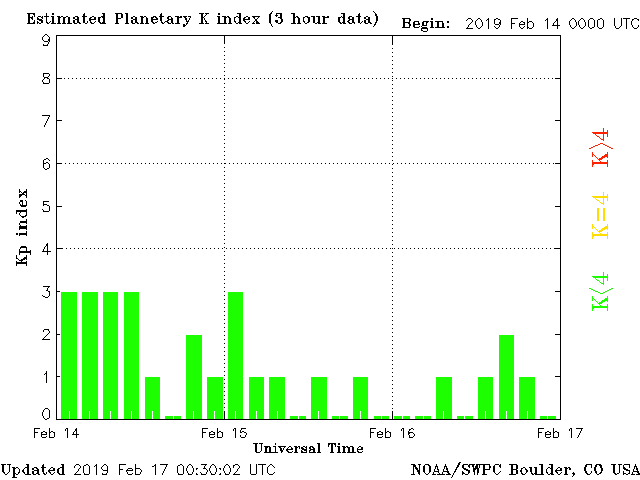 Estimated Planetary K index (3 hour data) Begin: 2019 Feb 14 0000 UTC
9
8
7
6
5
4
3
2
1
0
Kp index
K>4
K=4
K<4
Feb 14 Feb 15 Feb 16 Feb 17
Universal Time
Updated 2019 Feb 17 00:30:02 UTC NOAA/SWPC Boulder, CO USA